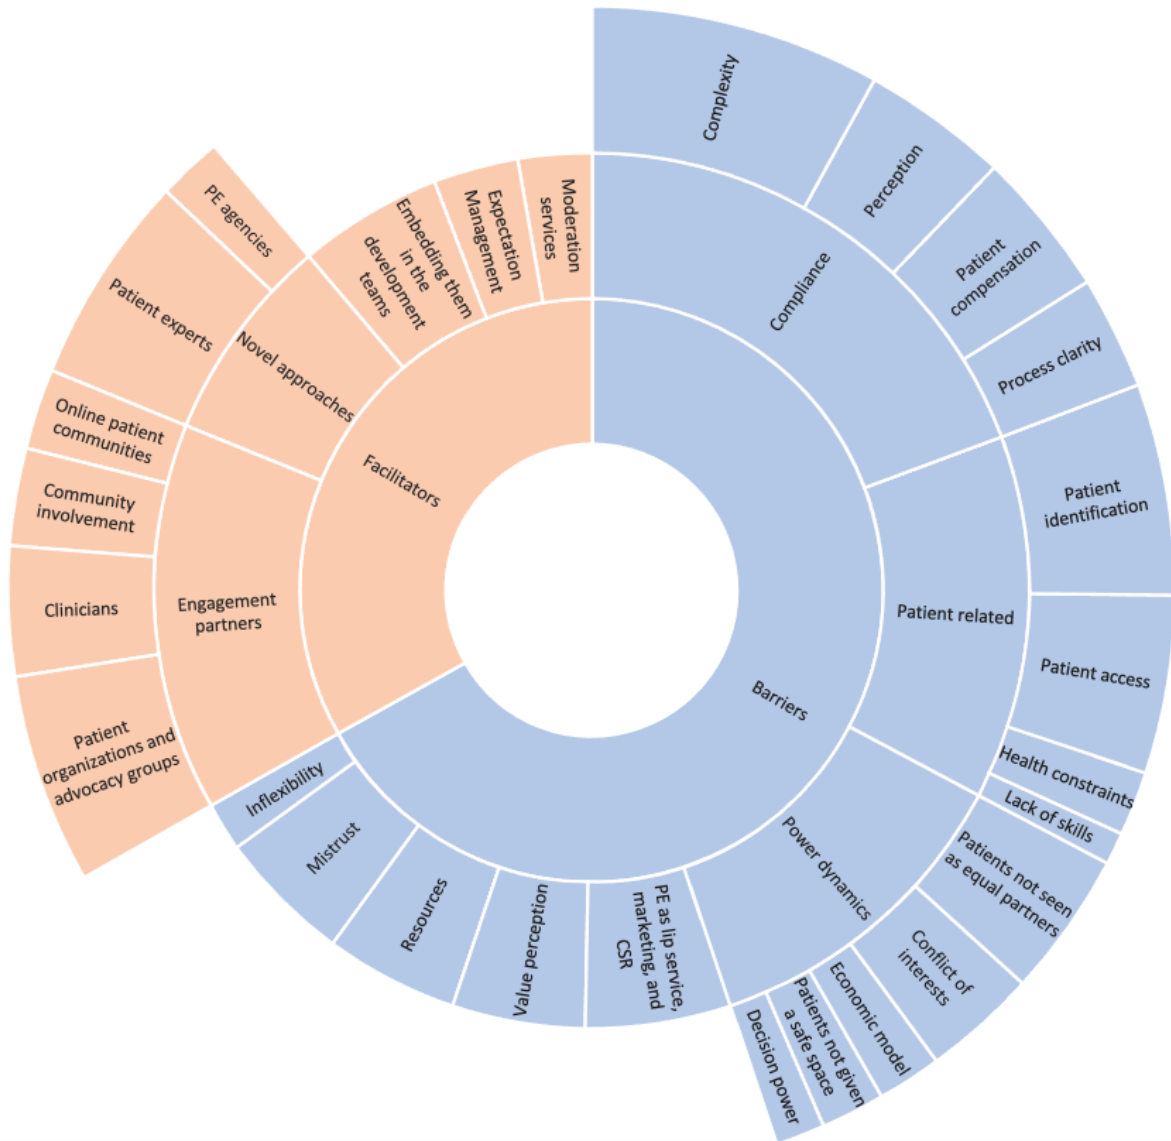 Complexity
Perception
Patient
compensation
Process clarity
Compliance
Patient
identification
Patient access
Health constraints
Lack of skills
Patient related
Patients not seen
as equal partners
Conflict of
interests
Economic model
Patients not given
a safe space
Decision power
Power dynamics
PE as lip service,
marketing, and
CSR
Value perception
Resources
Mistrust
Inflexibility
Barriers
Patient
organizations and
advocacy groups
Clinicians
Community
involvement
Online patient
communities
Engagement
partners
Patient experts
PE agencies
Novel approaches
Embedding them
in the
development
teams
Expectation
Management
Moderation
services
Facilitators